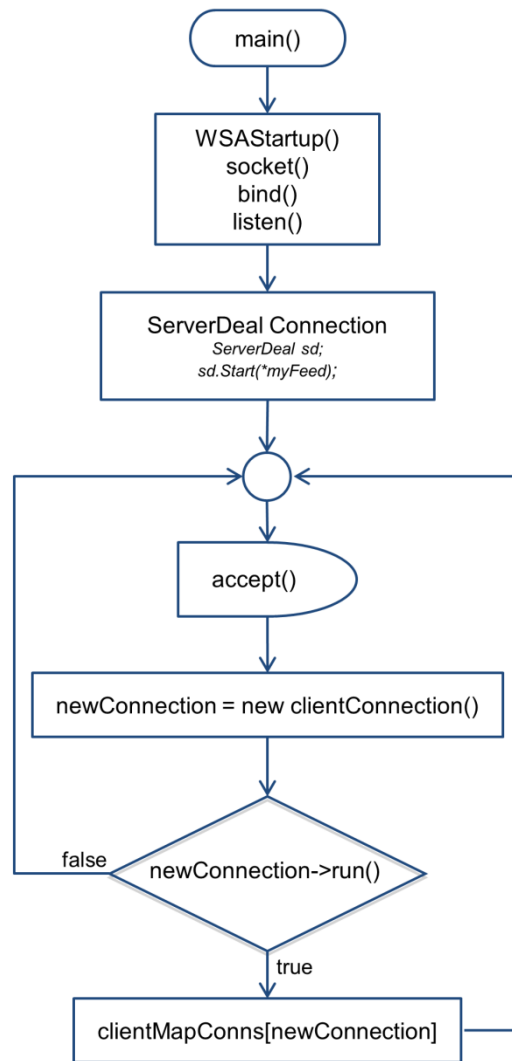 main()
WSAStartup()
socket()
bind()
listen()
ServerDeal Connection
ServerDeal sd;
sd.Start(*myFeed);
accept()
newConnection = new clientConnection()
newConnection->run()
false
true
clientMapConns[newConnection]